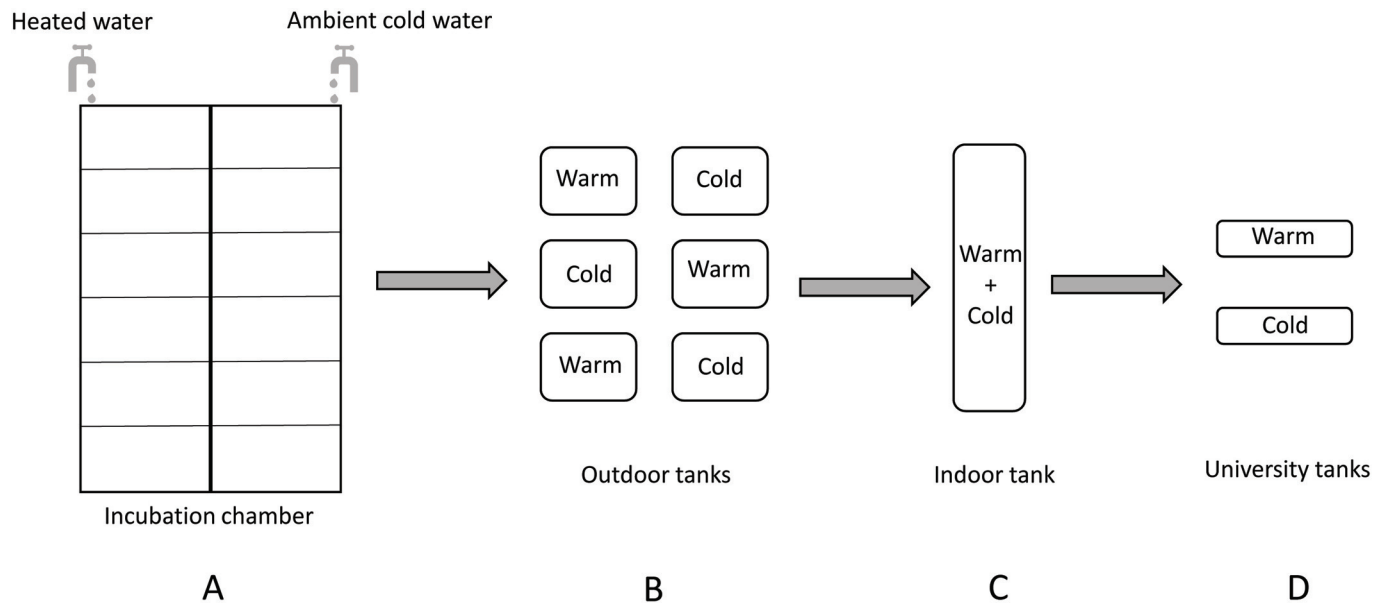 Heated water
Ambient cold water
Incubation chamber
A
Warm
Cold
Cold
Warm
Warm
Cold
Outdoor tanks
B
Warm
+
Cold
Indoor tank
C
Warm
Cold
University tanks
D